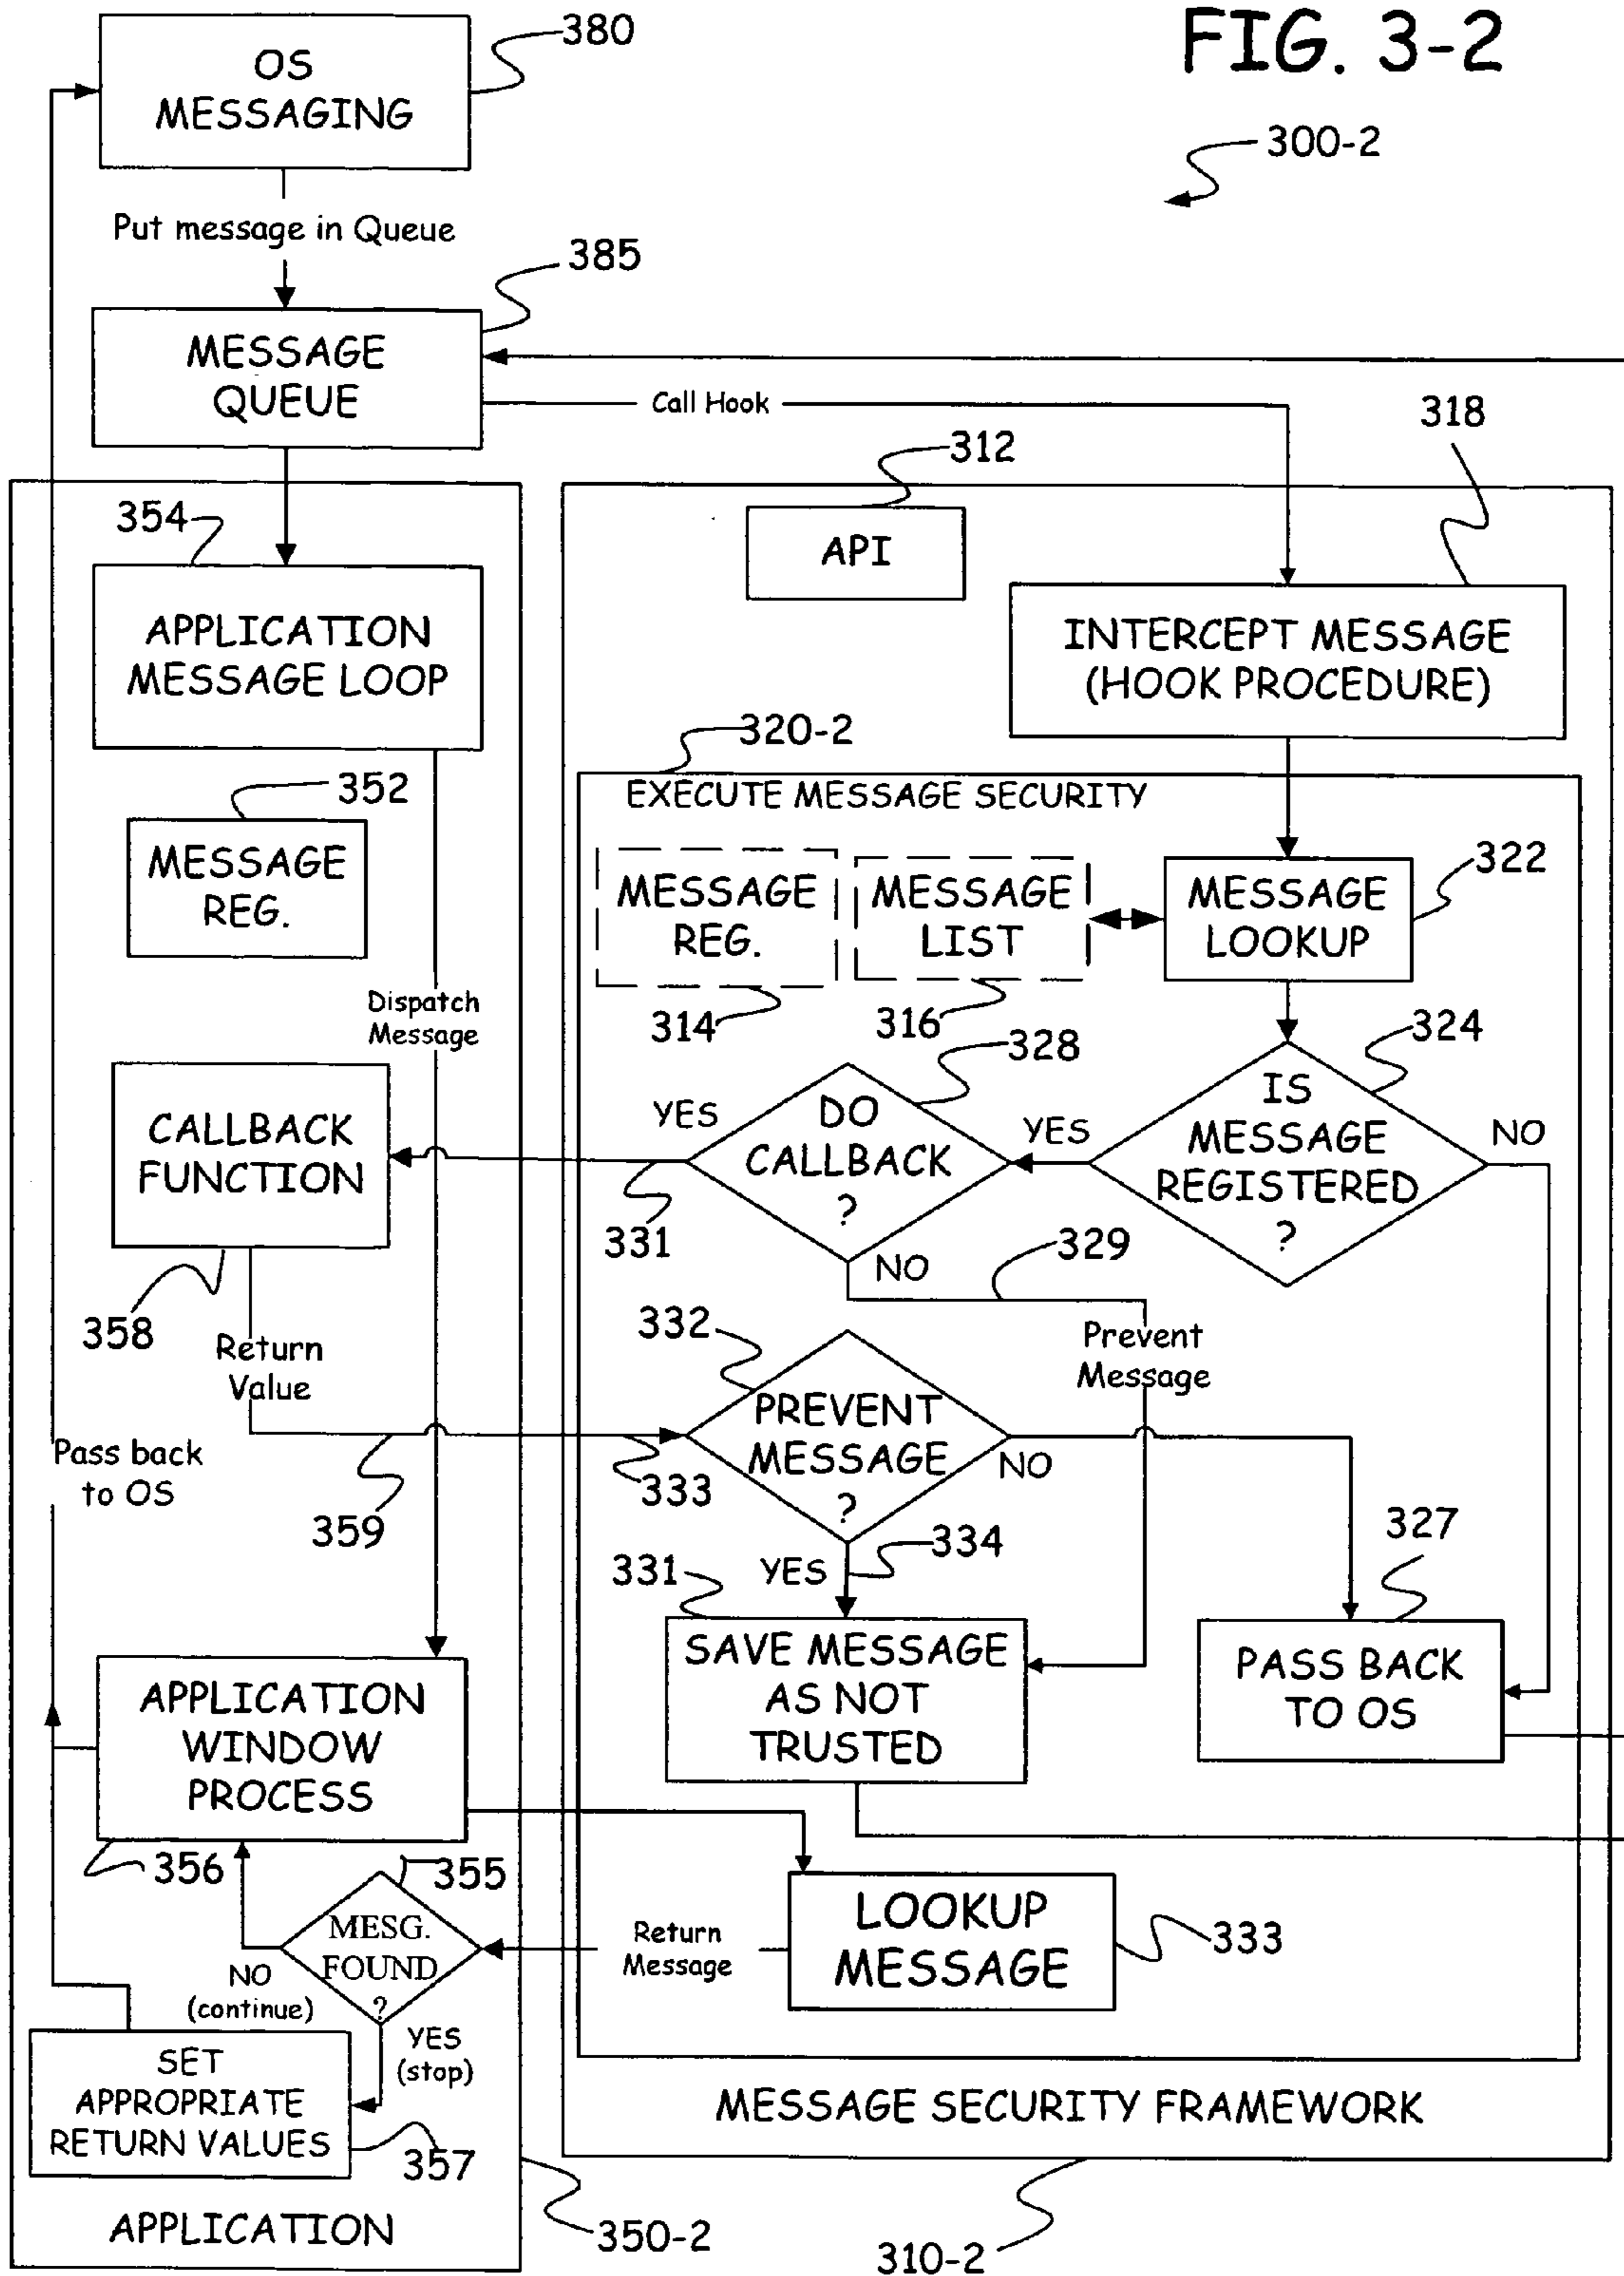 FIG. 3-2
300-2
380
OS
MESSAGING
Put message in Queue
385
MESSAGE
QUEUE
Call Hook
318
312
API
354
APPLICATION
MESSAGE LOOP
INTERCEPT MESSAGE
(HOOK PROCEDURE)
320-2
EXECUTE MESSAGE SECURITY
352
MESSAGE
REG.
MESSAGE
REG.
314
MESSAGE
LIST
316
MESSAGE
LOOKUP
322
Dispatch
Message
328
324
CALLBACK
FUNCTION
YES
DO
CALLBACK
?
YES
IS
MESSAGE
REGISTERED
?
NO
331
NO
329
358
Return
Value
332
Prevent
Message
PREVENT
MESSAGE
?
NO
333
359
Pass back
to OS
327
331
YES
334
SAVE MESSAGE
AS NOT
TRUSTED
PASS BACK
TO OS
APPLICATION
WINDOW
PROCESS
356
355
MESG.
FOUND
?
Return
Message
LOOKUP
MESSAGE
333
NO
(continue)
YES
(stop)
SET
APPROPRIATE
RETURN VALUES
357
MESSAGE SECURITY FRAMEWORK
APPLICATION
350-2
310-2